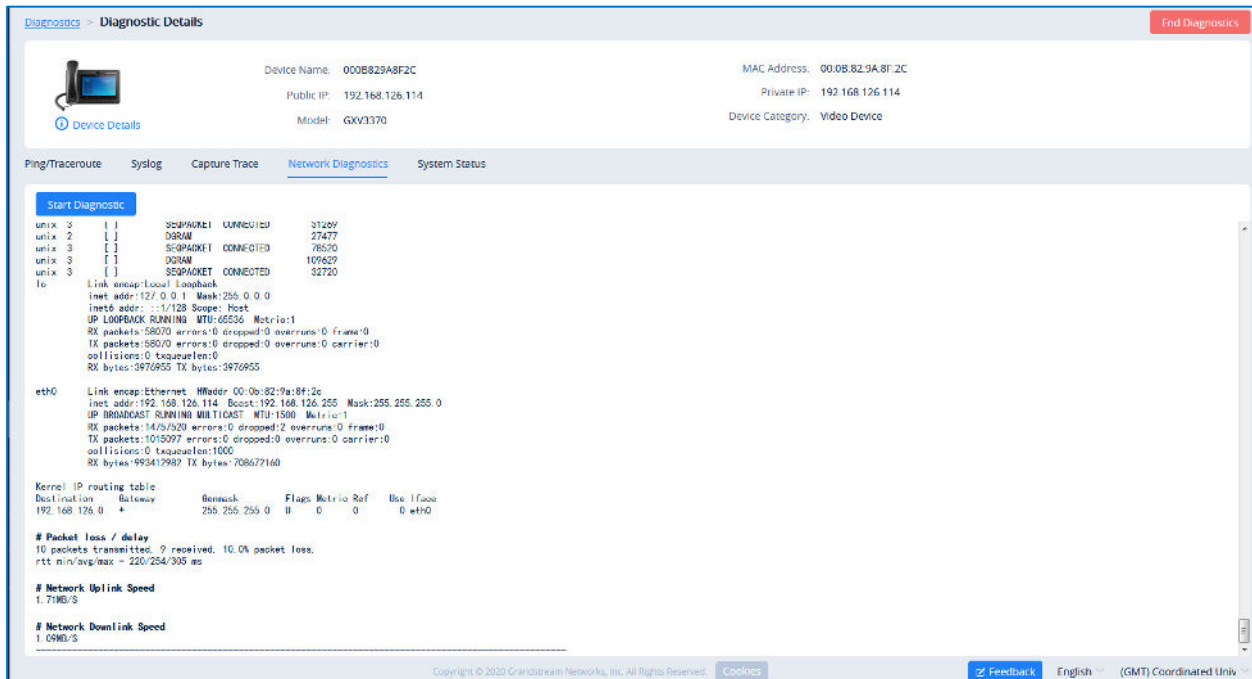 Diagnostics > Diagnostic Details
End Diagnostics
Device Name: 000B829A8F2C
MAC Address: 00:0B:82:9A:8F:2C
Public IP: 192.168.126.114
Private IP: 192.168.126.114
Device Details
Model: GXV3370
Device Category: Video Device
Ping/Traceroute Syslog Capture Trace Network Diagnostics System Status
Start Diagnostic
unix 3 [ ] SEQPACKET CONNECTED 31269
unix 2 [ ] DGRAM 27477
unix 3 [ ] SEQPACKET CONNECTED 78520
unix 3 [ ] DGRAM 109629
unix 3 [ ] SEQPACKET CONNECTED 32720
lo Link encap:Local Loopback
inet addr:127.0.0.1 Mask:255.0.0.0
inet6 addr: ::1/128 Scope: Host
UP LOOPBACK RUNNING MTU:65536 Metric:1
RX packets:58070 errors:0 dropped:0 overruns:0 frame:0
TX packets:58070 errors:0 dropped:0 overruns:0 carrier:0
collisions:0 txqueuelen:0
RX bytes:3976955 TX bytes:3976955
eth0 Link encap:Ethernet HWaddr 00:0b:82:9a:8f:2c
inet addr:192.168.126.114 Bcast:192.168.126.255 Mask:255.255.255.0
UP BROADCAST RUNNING MULTICAST MTU:1500 Metric:1
RX packets:14757520 errors:0 dropped:2 overruns:0 frame:0
TX packets:1015097 errors:0 dropped:0 overruns:0 carrier:0
collisions:0 txqueuelen:1000
RX bytes:993412982 TX bytes:708672160
Kernel IP routing table
Destination Gateway Genmask Flags Metric Ref Use Iface
192.168.126.0 * 255.255.255.0 U 0 0 0 eth0
# Packet loss / delay
10 packets transmitted, 9 received, 10.0% packet loss.
rtt min/avg/max = 220/254/305 ms
# Network Uplink Speed
1.71MB/S
# Network Downlink Speed
1.09MB/S
Copyright © 2020 Grandstream Networks, Inc. All Rights Reserved. Cookies
Feedback English (GMT) Coordinated Univ